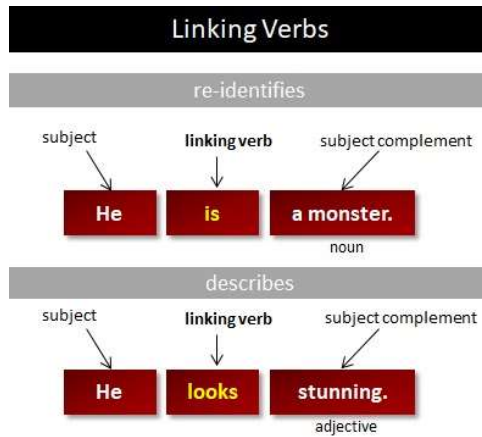 Linking Verbs
re-identifies
subject linking verb subject complement
He is a monster.
noun
describes
subject linking verb subject complement
He looks stunning.
adjective